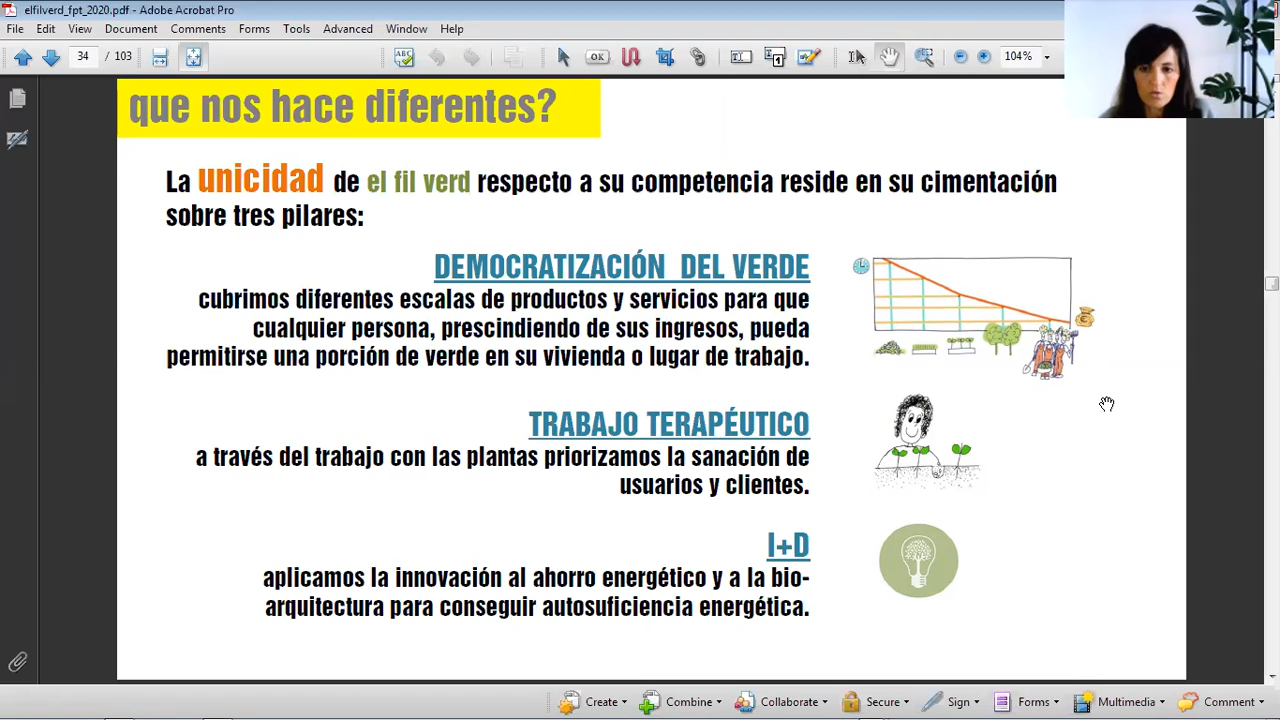 elfilverd_fpt_2020.pdf - Adobe Acrobat Pro
File Edit View Document Comments Forms Tools Advanced Window Help
34 / 103 ABC OK 1 104%
que nos hace diferentes?
La unicidad de el fil verd respecto a su competencia reside en su cimentación
sobre tres pilares:
DEMOCRATIZACIÓN DEL VERDE
cubrimos diferentes escalas de productos y servicios para que
cualquier persona, prescindiendo de sus ingresos, pueda
permitirse una porción de verde en su vivienda o lugar de trabajo.
TRABAJO TERAPÉUTICO
a través del trabajo con las plantas priorizamos la sanación de
usuarios y clientes.
I+D
aplicamos la innovación al ahorro energético y a la bio-
arquitectura para conseguir autosuficiencia energética.
Create Combine Collaborate Secure Sign Forms Multimedia Comment